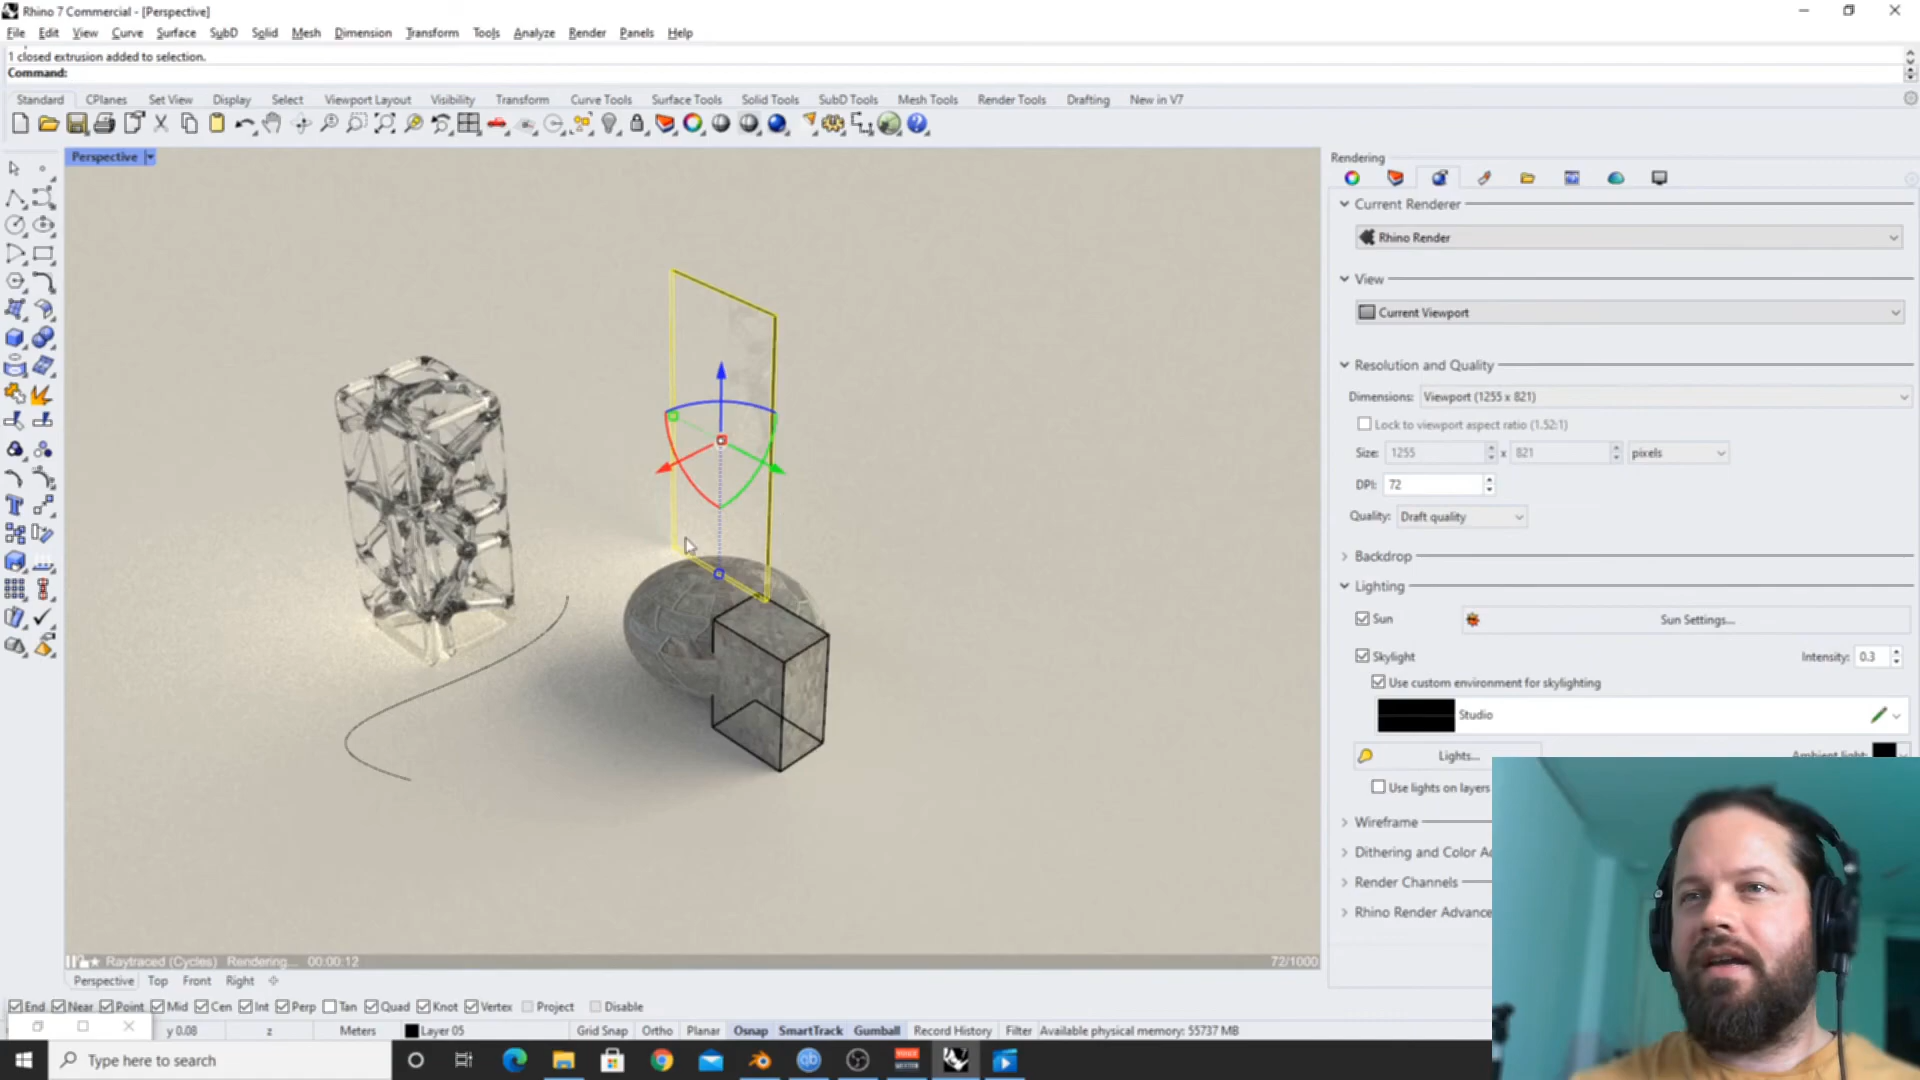 Rhino 7 Commercial - [Perspective]
File Edit View Curve Surface SubD Solid Mesh Dimension Transform Tools Analyze Render Panels Help
1 closed extrusion added to selection.
Command:
Standard CPlanes Set View Display Select Viewport Layout Visibility Transform Curve Tools Surface Tools Solid Tools SubD Tools Mesh Tools Render Tools Drafting New in V7
Perspective
Rendering
Current Renderer
Rhino Render
View
Current Viewport
Resolution and Quality
Dimensions: Viewport (1255 x 821)
Lock to viewport aspect ratio (1.52:1)
Size: 1255 x 821 pixels
DPI: 72
Quality: Draft quality
Backdrop
Lighting
Sun Sun Settings...
Skylight Intensity: 0.3
Use custom environment for skylighting
Studio
Lights... Ambient light:
Use lights on layers
Wireframe
Dithering and Color A
Render Channels
Rhino Render Advance
Raytraced (Cycles) Rendering... 00:00:12 72/1000
Perspective Top Front Right
End Near Point Mid Cen Int Perp Tan Quad Knot Vertex Project Disable
y 0.08 z Meters Layer 05 Grid Snap Ortho Planar Osnap SmartTrack Gumball Record History Filter Available physical memory: 55737 MB
Type here to search